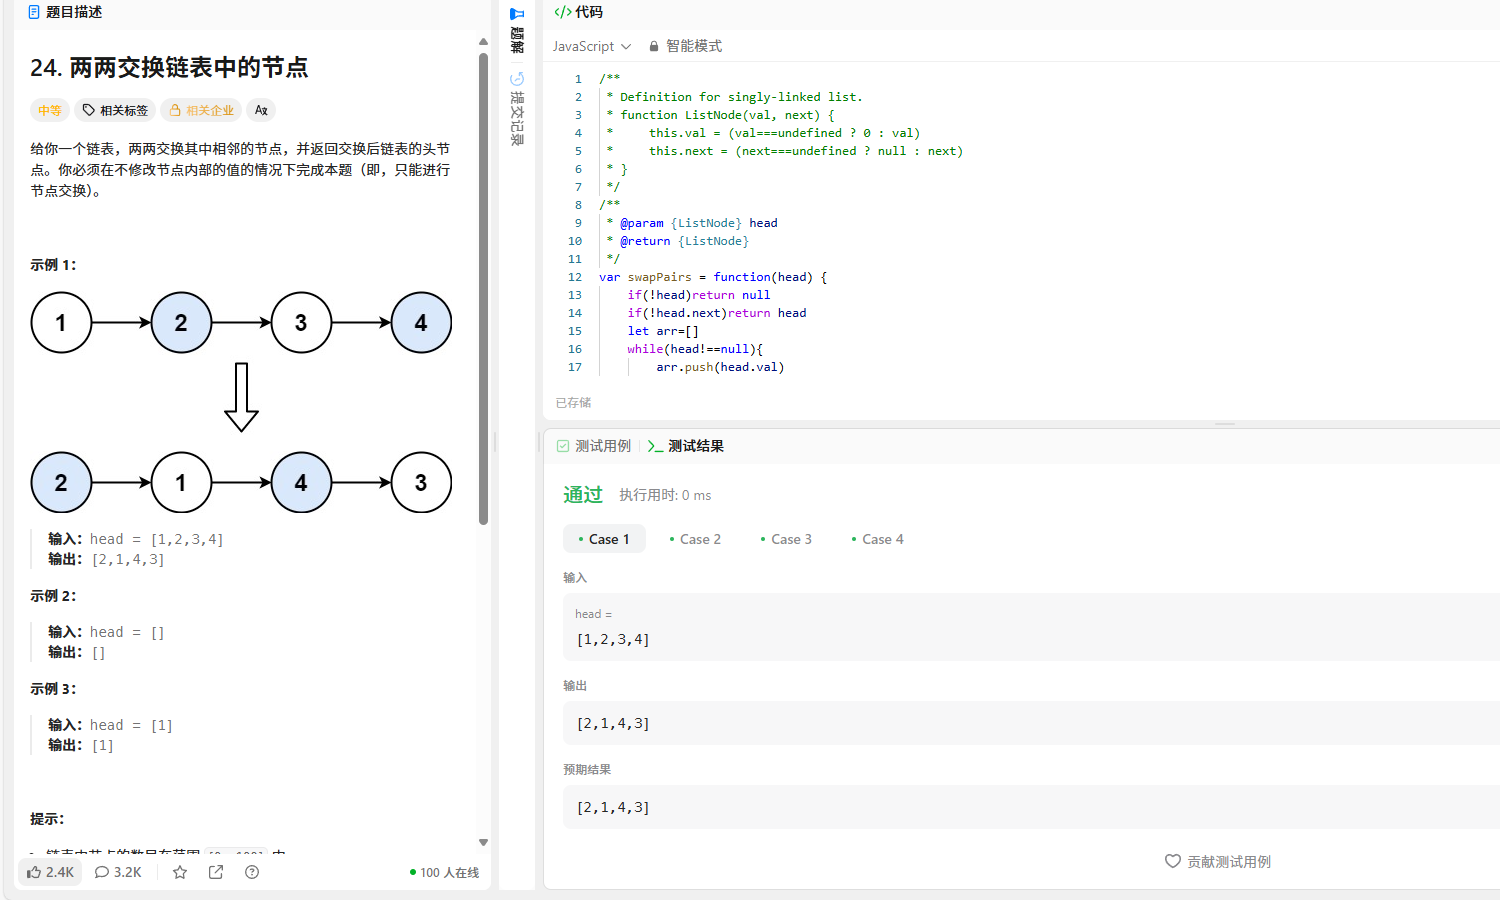 题目描述
24. 两两交换链表中的节点
中等 相关标签 相关企业
给你一个链表，两两交换其中相邻的节点，并返回交换后链表的头节
点。你必须在不修改节点内部的值的情况下完成本题（即，只能进行
节点交换）。
示例 1：
1 2 3 4
2 1 4 3
输入：head = [1,2,3,4]
输出：[2,1,4,3]
示例 2：
输入：head = []
输出：[]
示例 3：
输入：head = [1]
输出：[1]
提示：
2.4K 3.2K 100 人在线
题解
提交记录
</> 代码
JavaScript 智能模式
1 /**
2 * Definition for singly-linked list.
3 * function ListNode(val, next) {
4 * this.val = (val===undefined ? 0 : val)
5 * this.next = (next===undefined ? null : next)
6 * }
7 */
8 /**
9 * @param {ListNode} head
10 * @return {ListNode}
11 */
12 var swapPairs = function(head) {
13 if(!head)return null
14 if(!head.next)return head
15 let arr=[]
16 while(head!==null){
17 arr.push(head.val)
已存储
测试用例 >_ 测试结果
通过 执行用时: 0 ms
• Case 1 • Case 2 • Case 3 • Case 4
输入
head =
[1,2,3,4]
输出
[2,1,4,3]
预期结果
[2,1,4,3]
贡献测试用例